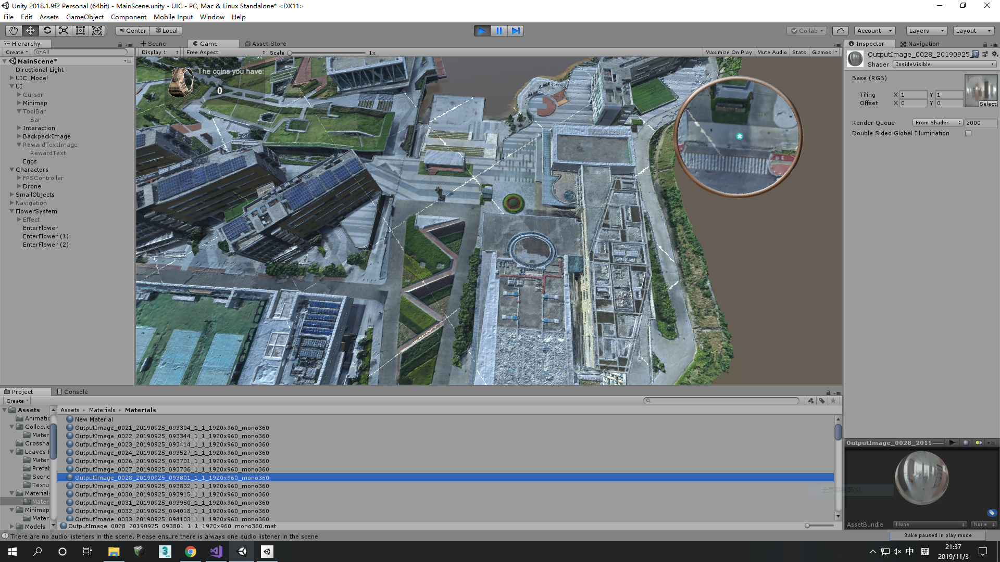 Unity 2018.1.9f2 Personal (64bit) - MainScene.unity - UIC - PC, Mac & Linux Standalone* <DX11>
File Edit Assets GameObject Component Mobile Input Window Help
Center Local Collab Account Layers Layout
Hierarchy Scene Game Asset Store Inspector Navigation
Create All Display 1 Free Aspect Scale 1x Maximize On Play Mute Audio Stats Gizmos
OutputImage_0028_20190925_
Shader InsideVisible
MainScene*
Directional Light
UIC_Model
UI
Cursor
Minimap
ToolBar
Bar
Interaction
BackpackImage
RewardTextImage
RewardText
Eggs
Characters
FPSController
Drone
SmallObjects
Navigation
FlowerSystem
Effect
EnterFlower
EnterFlower (1)
EnterFlower (2)
The coins you have:
0
Base (RGB)
Tiling X 1 Y 1
Offset X 0 Y 0
Select
Render Queue From Shader 2000
Double Sided Global Illumination
Project Console
Create
Assets
Animatic
Collectio
Mater
Crossha
Leaves F
Mater
Prefab
Scene
Textu
Materials
Mater
Minimap
Mater
Models
Assets Materials Materials
New Material
OutputImage_0021_20190925_093304_1_1_1920x960_mono360
OutputImage_0022_20190925_093344_1_1_1920x960_mono360
OutputImage_0023_20190925_093414_1_1_1920x960_mono360
OutputImage_0024_20190925_093527_1_1_1920x960_mono360
OutputImage_0026_20190925_093701_1_1_1920x960_mono360
OutputImage_0027_20190925_093736_1_1_1920x960_mono360
OutputImage_0028_20190925_093801_1_1_1920x960_mono360
OutputImage_0029_20190925_093832_1_1_1920x960_mono360
OutputImage_0030_20190925_093915_1_1_1920x960_mono360
OutputImage_0031_20190925_093950_1_1_1920x960_mono360
OutputImage_0032_20190925_094018_1_1_1920x960_mono360
OutputImage_0033_20190925_094103_1_1_1920x960_mono360
OutputImage_0028_20190925_093801_1_1_1920x960_mono360.mat
OutputImage_0028_2019
AssetBundle None None
There are no audio listeners in the scene. Please ensure there is always one audio listener in the scene
Bake paused in play mode
中 拼
21:37
2019/11/3